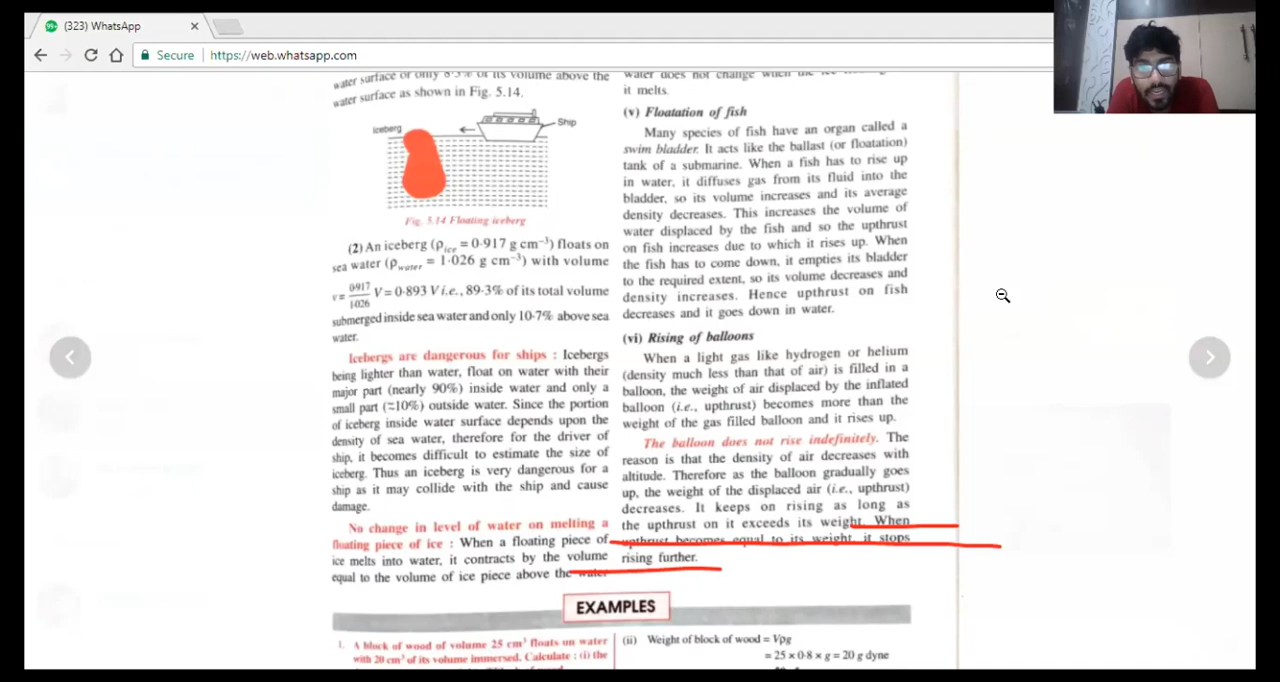 (323) WhatsApp
Secure https://web.whatsapp.com
water surface or only 8·3% of its volume above the
water surface as shown in Fig. 5.14.
Iceberg
Ship
Fig. 5.14 Floating iceberg
(2) An iceberg (ρice = 0·917 g cm⁻³) floats on
sea water (ρwater = 1·026 g cm⁻³) with volume
v = 0·917/1·026 V = 0·893 V i.e., 89·3% of its total volume
submerged inside sea water and only 10·7% above sea
water.
Icebergs are dangerous for ships : Icebergs
being lighter than water, float on water with their
major part (nearly 90%) inside water and only a
small part (≈10%) outside water. Since the portion
of iceberg inside water surface depends upon the
density of sea water, therefore for the driver of
ship, it becomes difficult to estimate the size of
iceberg. Thus an iceberg is very dangerous for a
ship as it may collide with the ship and cause
damage.
No change in level of water on melting a
floating piece of ice : When a floating piece of
ice melts into water, it contracts by the volume
equal to the volume of ice piece above the water
water does not change when the ice
it melts.
(v) Floatation of fish
Many species of fish have an organ called a
swim bladder. It acts like the ballast (or floatation)
tank of a submarine. When a fish has to rise up
in water, it diffuses gas from its fluid into the
bladder, so its volume increases and its average
density decreases. This increases the volume of
water displaced by the fish and so the upthrust
on fish increases due to which it rises up. When
the fish has to come down, it empties its bladder
to the required extent, so its volume decreases and
density increases. Hence upthrust on fish
decreases and it goes down in water.
(vi) Rising of balloons
When a light gas like hydrogen or helium
(density much less than that of air) is filled in a
balloon, the weight of air displaced by the inflated
balloon (i.e., upthrust) becomes more than the
weight of the gas filled balloon and it rises up.
The balloon does not rise indefinitely. The
reason is that the density of air decreases with
altitude. Therefore as the balloon gradually goes
up, the weight of the displaced air (i.e., upthrust)
decreases. It keeps on rising as long as
the upthrust on it exceeds its weight. When
upthrust becomes equal to its weight, it stops
rising further.
EXAMPLES
1. A block of wood of volume 25 cm³ floats on water
with 20 cm³ of its volume immersed. Calculate : (i) the
(ii) Weight of block of wood = Vρg
= 25 × 0·8 × g = 20 g dyne